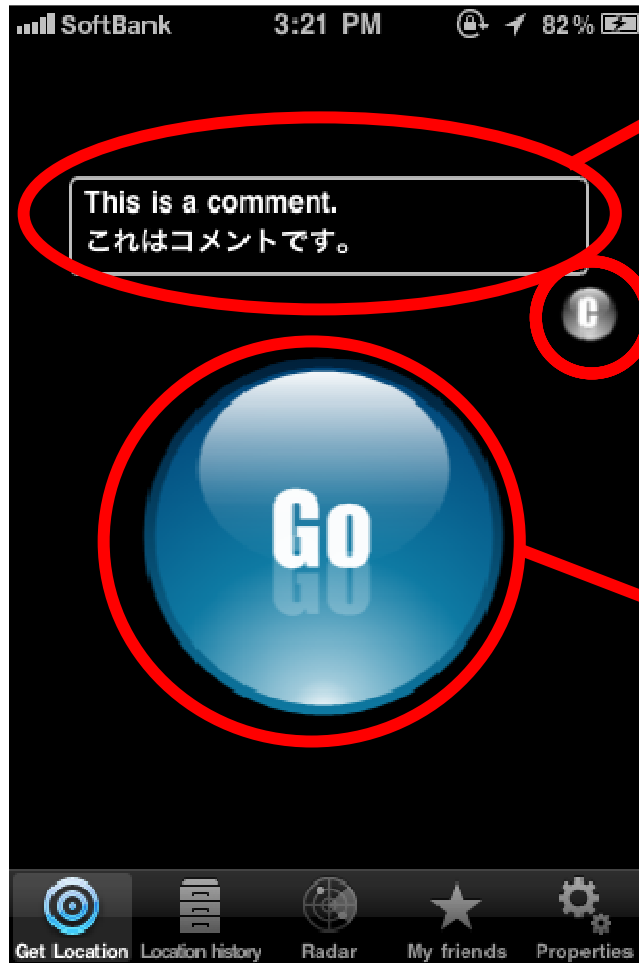 SoftBank 3:21 PM 82%
This is a comment.
これはコメントです。
C
Go
Get Location Location history Radar My friends Properties